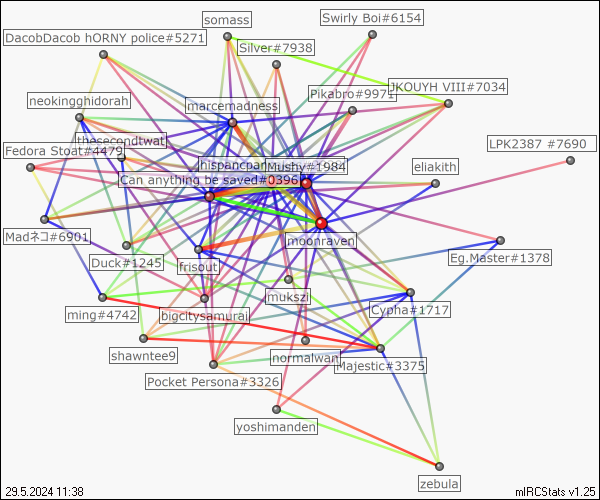 somass
Swirly Boi#6154
DacobDacob hORNY police#5271
Silver#7938
JKOUYH VIII#7034
Pikabro#9971
neokingghidorah
marcemadness
thesecondtwat
LPK2387 #7690
Fedora Stoat#4479
Mushy#1984
eliakith
Can anything be saved#0396
Madネコ#6901
moonraven
Duck#1245
frisout
Eg.Master#1378
mukszi
ming#4742
bigcitysamurai
Cypha#1717
shawntee9
normalwan
Majestic#3375
Pocket Persona#3326
yoshimanden
zebula
29.5.2024 11:38
mIRCStats v1.25